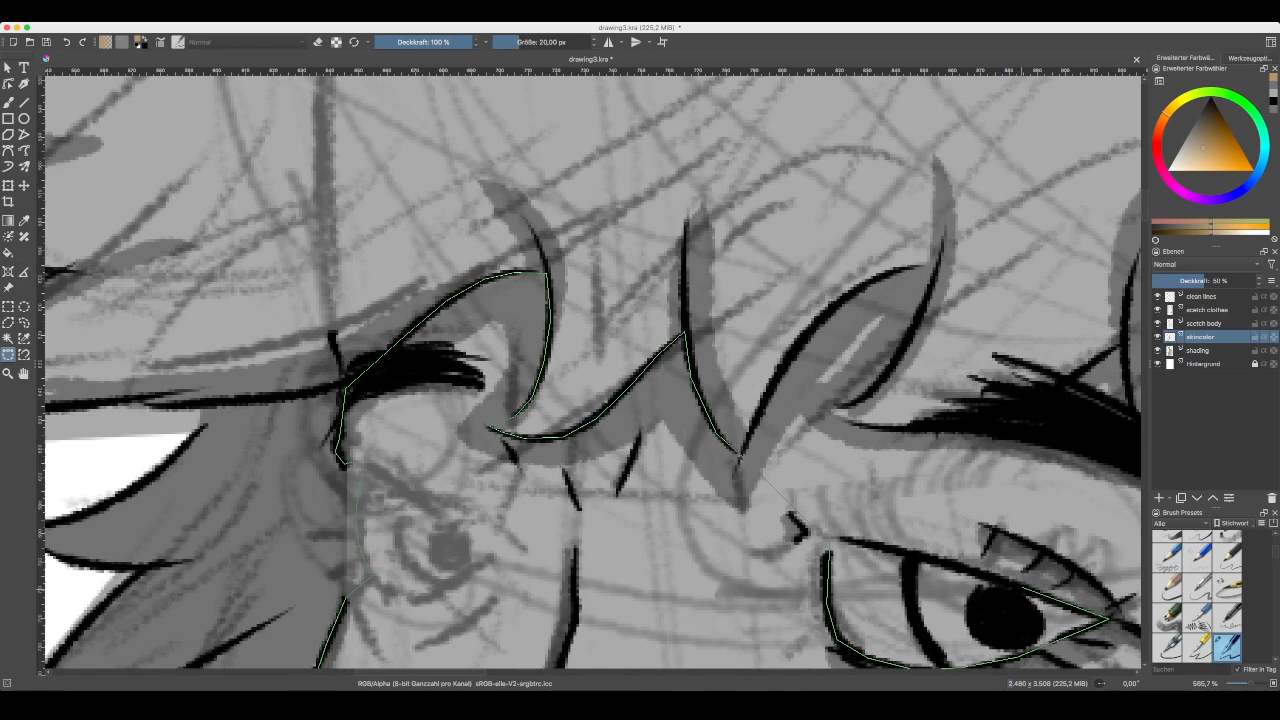 drawing3.kra (225,2 MiB) *
Normal
Deckkraft: 100 %
Größe: 20,00 px
drawing3.kra *
Erweiterter Farbwä...
Werkzeugopti...
Erweiterter Farbwähler
Ebenen
Normal
Deckkraft: 50 %
clean lines
scetch clothes
scetch body
skincolor
shading
Hintergrund
Brush Presets
Alle
Stichwort
Suchen
Filter in Tag
RGB/Alpha (8-bit Ganzzahl pro Kanal) sRGB-elle-V2-srgbtrc.icc
2.480 x 3.508 (225,2 MiB)
0,00°
565,7 %